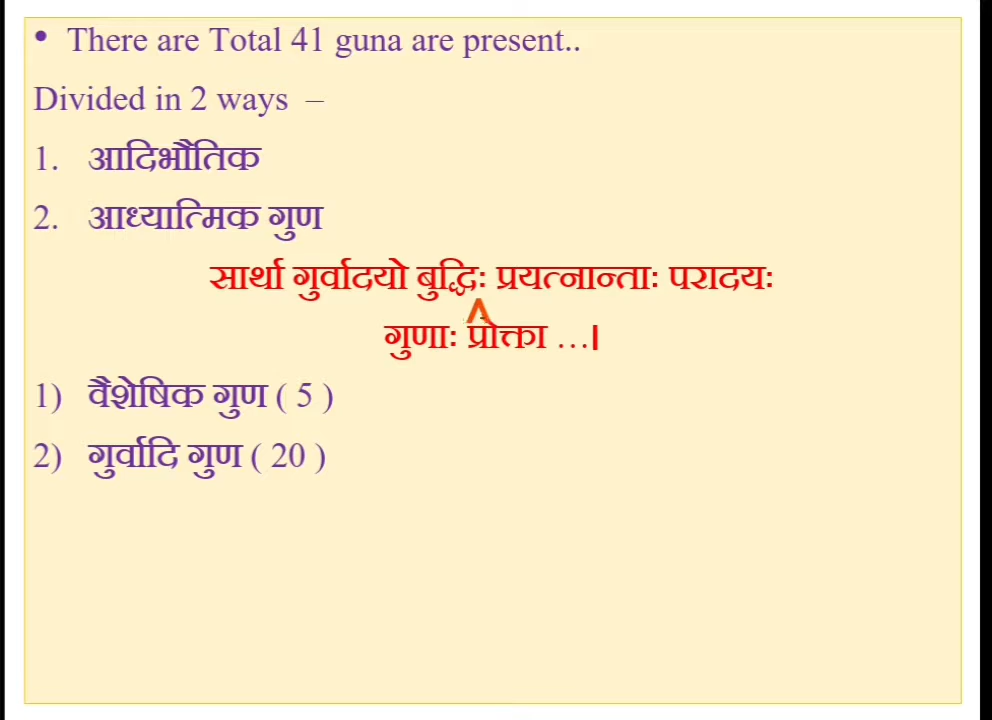 • There are Total 41 guna are present..
Divided in 2 ways –
1. आदिभौतिक
2. आध्यात्मिक गुण
सार्था गुर्वादयो बुद्धिः प्रयत्नान्ताः परादयः
गुणाः प्रोक्ता ...।
1) वैशेषिक गुण ( 5 )
2) गुर्वादि गुण ( 20 )